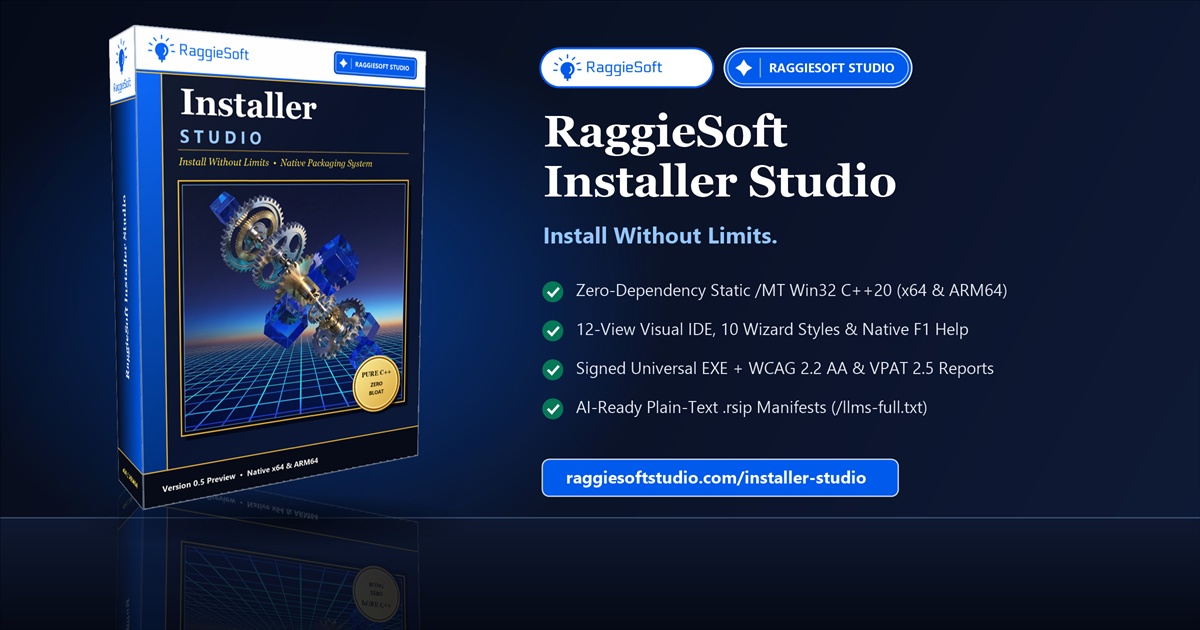 RaggieSoft
RAGGIESOFT STUDIO
RaggieSoft
Installer
STUDIO
Install Without Limits • Native Packaging System
RaggieSoft Installer Studio
PURE C++
ZERO
BLOAT
Version 0.5 Preview • Native x64 & ARM64
RaggieSoft
RAGGIESOFT STUDIO
RaggieSoft
Installer Studio
Install Without Limits.
Zero-Dependency Static /MT Win32 C++20 (x64 & ARM64)
12-View Visual IDE, 10 Wizard Styles & Native F1 Help
Signed Universal EXE + WCAG 2.2 AA & VPAT 2.5 Reports
AI-Ready Plain-Text .rsip Manifests (/llms-full.txt)
raggiesoftstudio.com/installer-studio